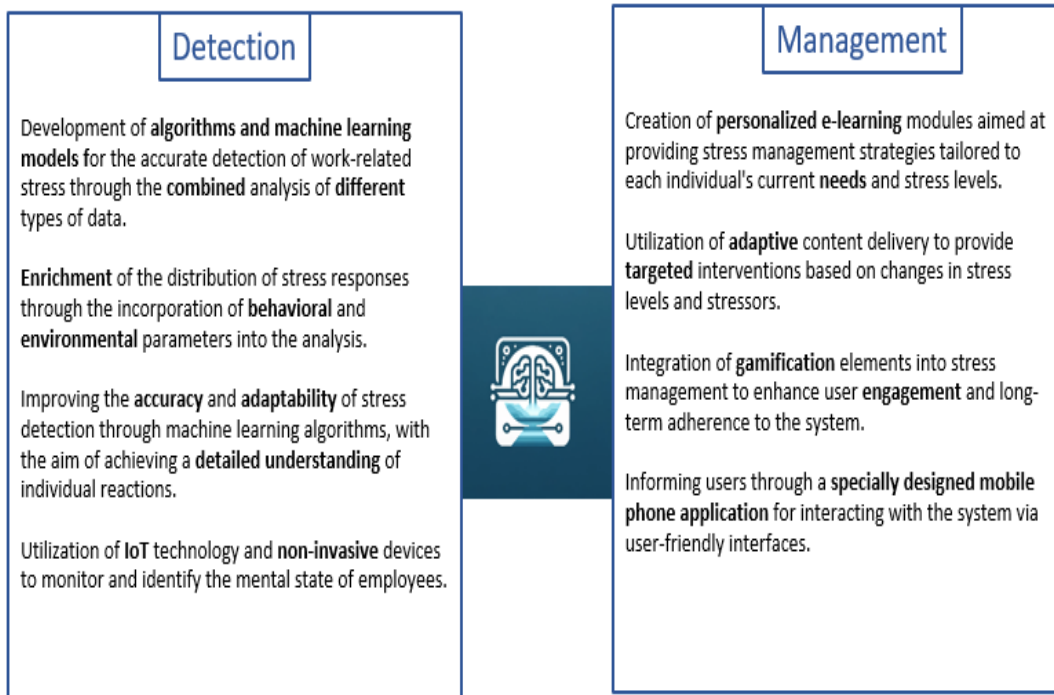 Detection
Development of algorithms and machine learning
models for the accurate detection of work-related
stress through the combined analysis of different
types of data.
Enrichment of the distribution of stress responses
through the incorporation of behavioral and
environmental parameters into the analysis.
Improving the accuracy and adaptability of stress
detection through machine learning algorithms, with
the aim of achieving a detailed understanding of
individual reactions.
Utilization of IoT technology and non-invasive devices
to monitor and identify the mental state of employees.
Management
Creation of personalized e-learning modules aimed at
providing stress management strategies tailored to
each individual's current needs and stress levels.
Utilization of adaptive content delivery to provide
targeted interventions based on changes in stress
levels and stressors.
Integration of gamification elements into stress
management to enhance user engagement and long-
term adherence to the system.
Informing users through a specially designed mobile
phone application for interacting with the system via
user-friendly interfaces.